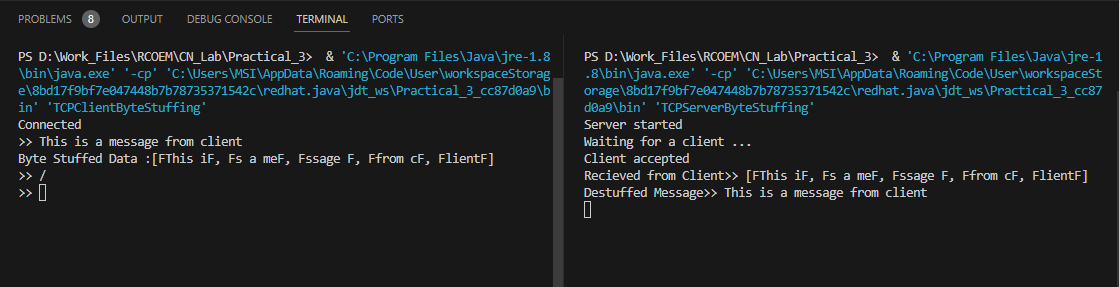 PROBLEMS 8 OUTPUT DEBUG CONSOLE TERMINAL PORTS
PS D:\Work_Files\RCOEM\CN_Lab\Practical_3>  & 'C:\Program Files\Java\jre-1.8
\bin\java.exe' '-cp' 'C:\Users\MSI\AppData\Roaming\Code\User\workspaceStorag
e\8bd17f9bf7e047448b7b78735371542c\redhat.java\jdt_ws\Practical_3_cc87d0a9\b
in' 'TCPClientByteStuffing'
Connected
>> This is a message from client
Byte Stuffed Data :[FThis iF, Fs a meF, Fssage F, Ffrom cF, FlientF]
>> /
>>
PS D:\Work_Files\RCOEM\CN_Lab\Practical_3>  & 'C:\Program Files\Java\jre-1
.8\bin\java.exe' '-cp' 'C:\Users\MSI\AppData\Roaming\Code\User\workspaceSt
orage\8bd17f9bf7e047448b7b78735371542c\redhat.java\jdt_ws\Practical_3_cc87
d0a9\bin' 'TCPServerByteStuffing'
Server started
Waiting for a client ...
Client accepted
Recieved from Client>> [FThis iF, Fs a meF, Fssage F, Ffrom cF, FlientF]
Destuffed Message>> This is a message from client